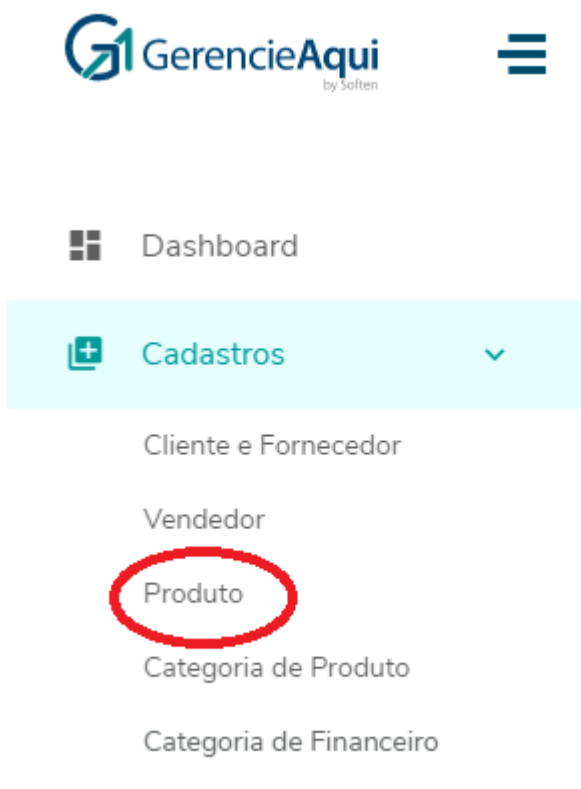 GerencieAqui
by Soften
Dashboard
Cadastros
Cliente e Fornecedor
Vendedor
Produto
Categoria de Produto
Categoria de Financeiro